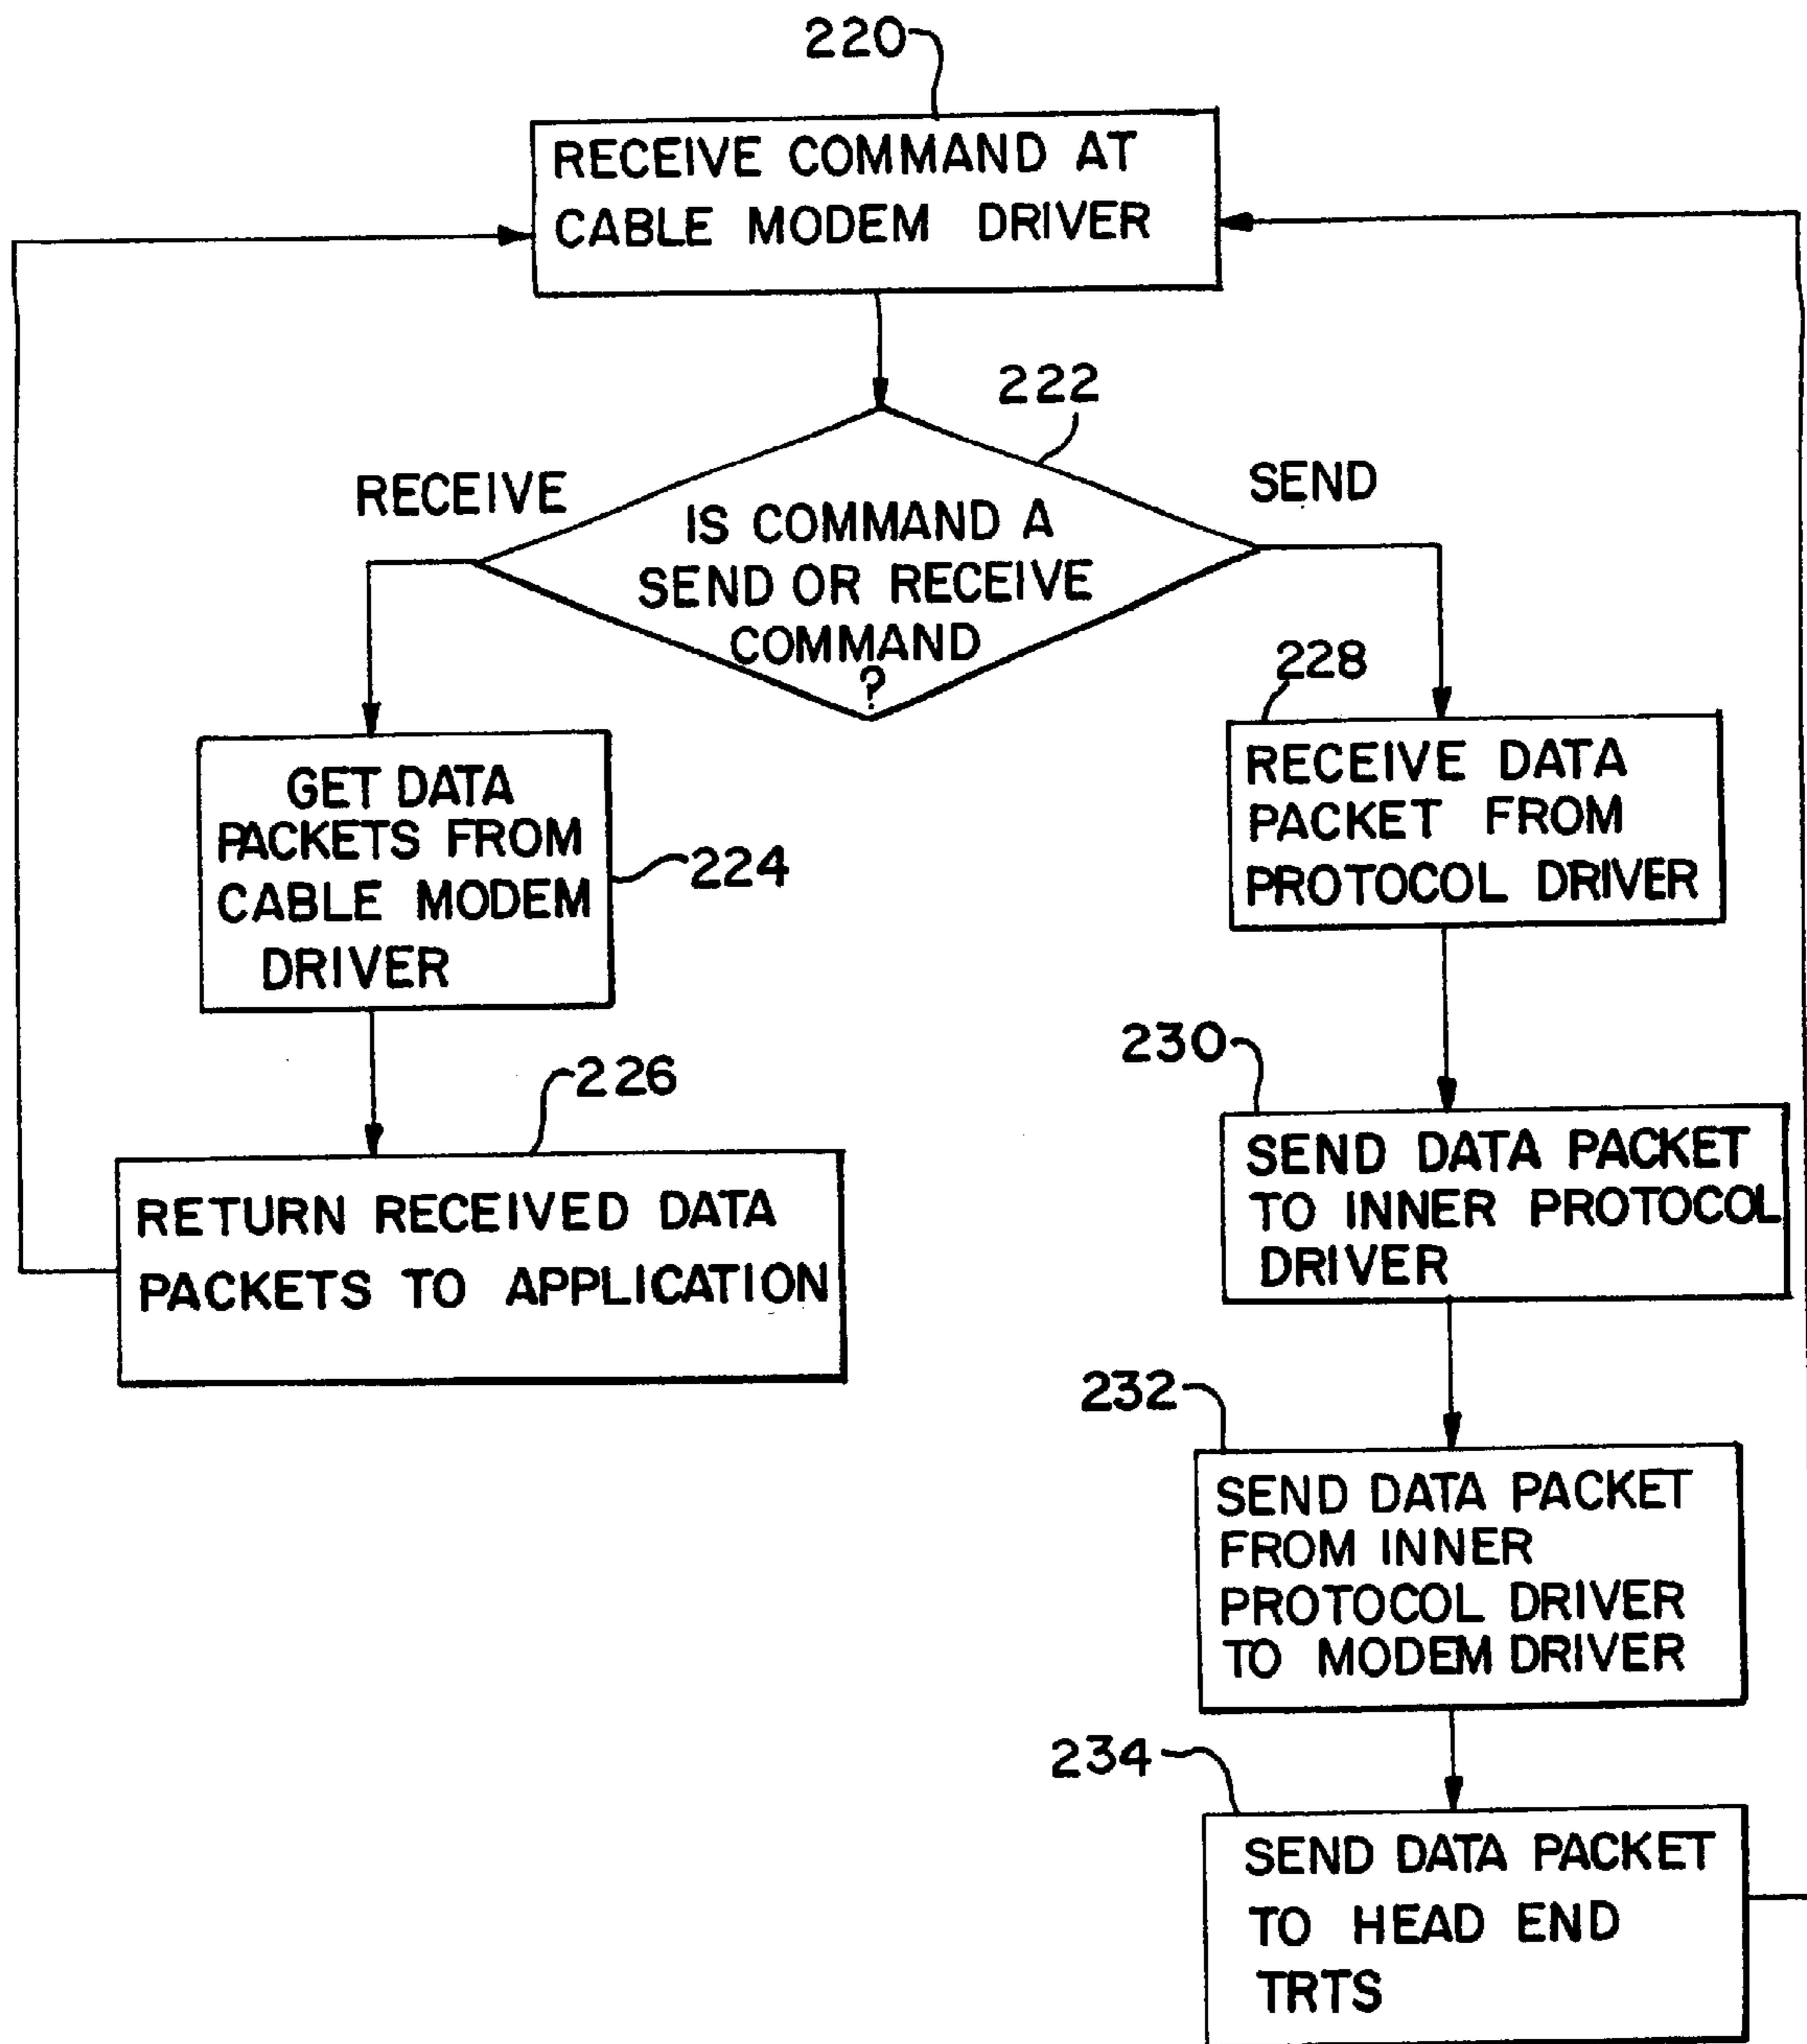 220
RECEIVE COMMAND AT
CABLE MODEM DRIVER
222
RECEIVE
SEND
IS COMMAND A
SEND OR RECEIVE
COMMAND
?
228
RECEIVE DATA
PACKET FROM
PROTOCOL DRIVER
GET DATA
PACKETS FROM
CABLE MODEM
DRIVER
224
230
SEND DATA PACKET
TO INNER PROTOCOL
DRIVER
226
RETURN RECEIVED DATA
PACKETS TO APPLICATION
232
SEND DATA PACKET
FROM INNER
PROTOCOL DRIVER
TO MODEM DRIVER
234
SEND DATA PACKET
TO HEAD END
TRTS